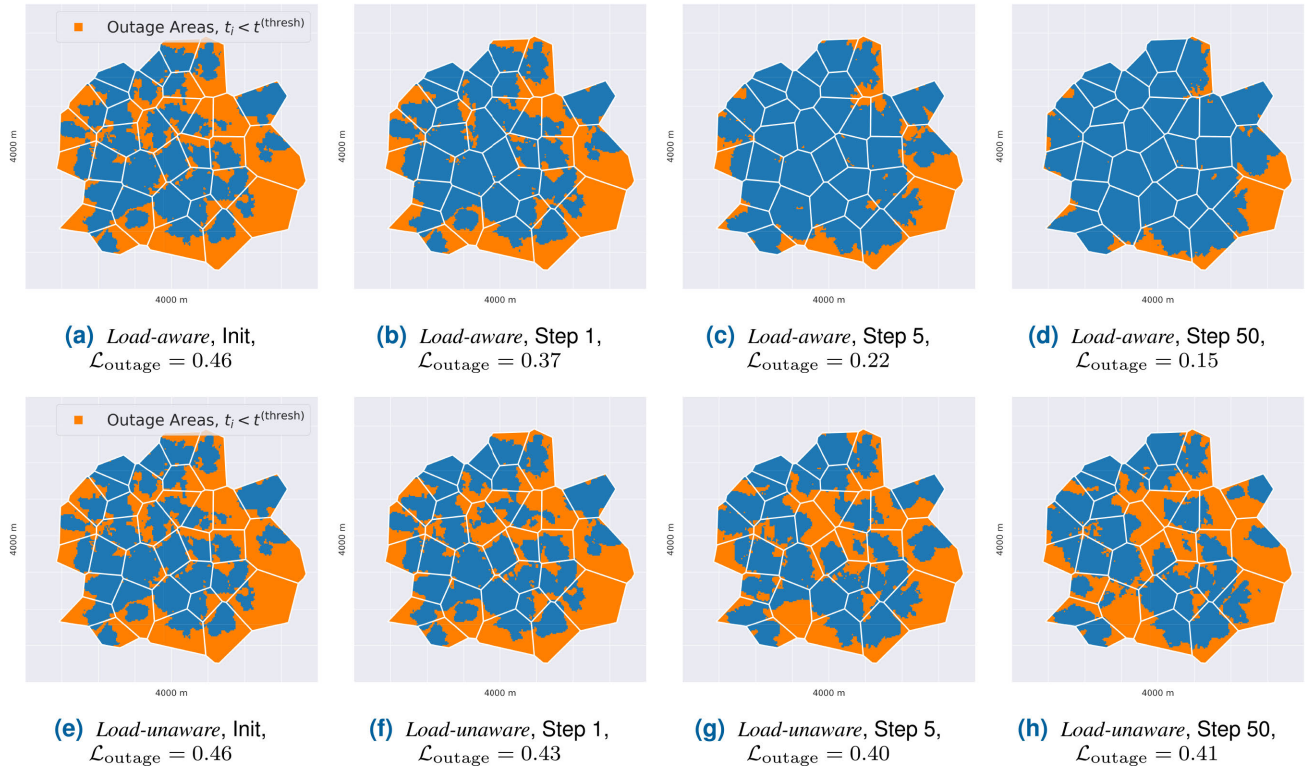 Outage Areas, t_i < t^(thresh)
4000 m
4000 m
4000 m
4000 m
4000 m
4000 m
4000 m
4000 m
(a) Load-aware, Init,
ℒ_outage = 0.46
(b) Load-aware, Step 1,
ℒ_outage = 0.37
(c) Load-aware, Step 5,
ℒ_outage = 0.22
(d) Load-aware, Step 50,
ℒ_outage = 0.15
Outage Areas, t_i < t^(thresh)
4000 m
4000 m
4000 m
4000 m
4000 m
4000 m
4000 m
4000 m
(e) Load-unaware, Init,
ℒ_outage = 0.46
(f) Load-unaware, Step 1,
ℒ_outage = 0.43
(g) Load-unaware, Step 5,
ℒ_outage = 0.40
(h) Load-unaware, Step 50,
ℒ_outage = 0.41